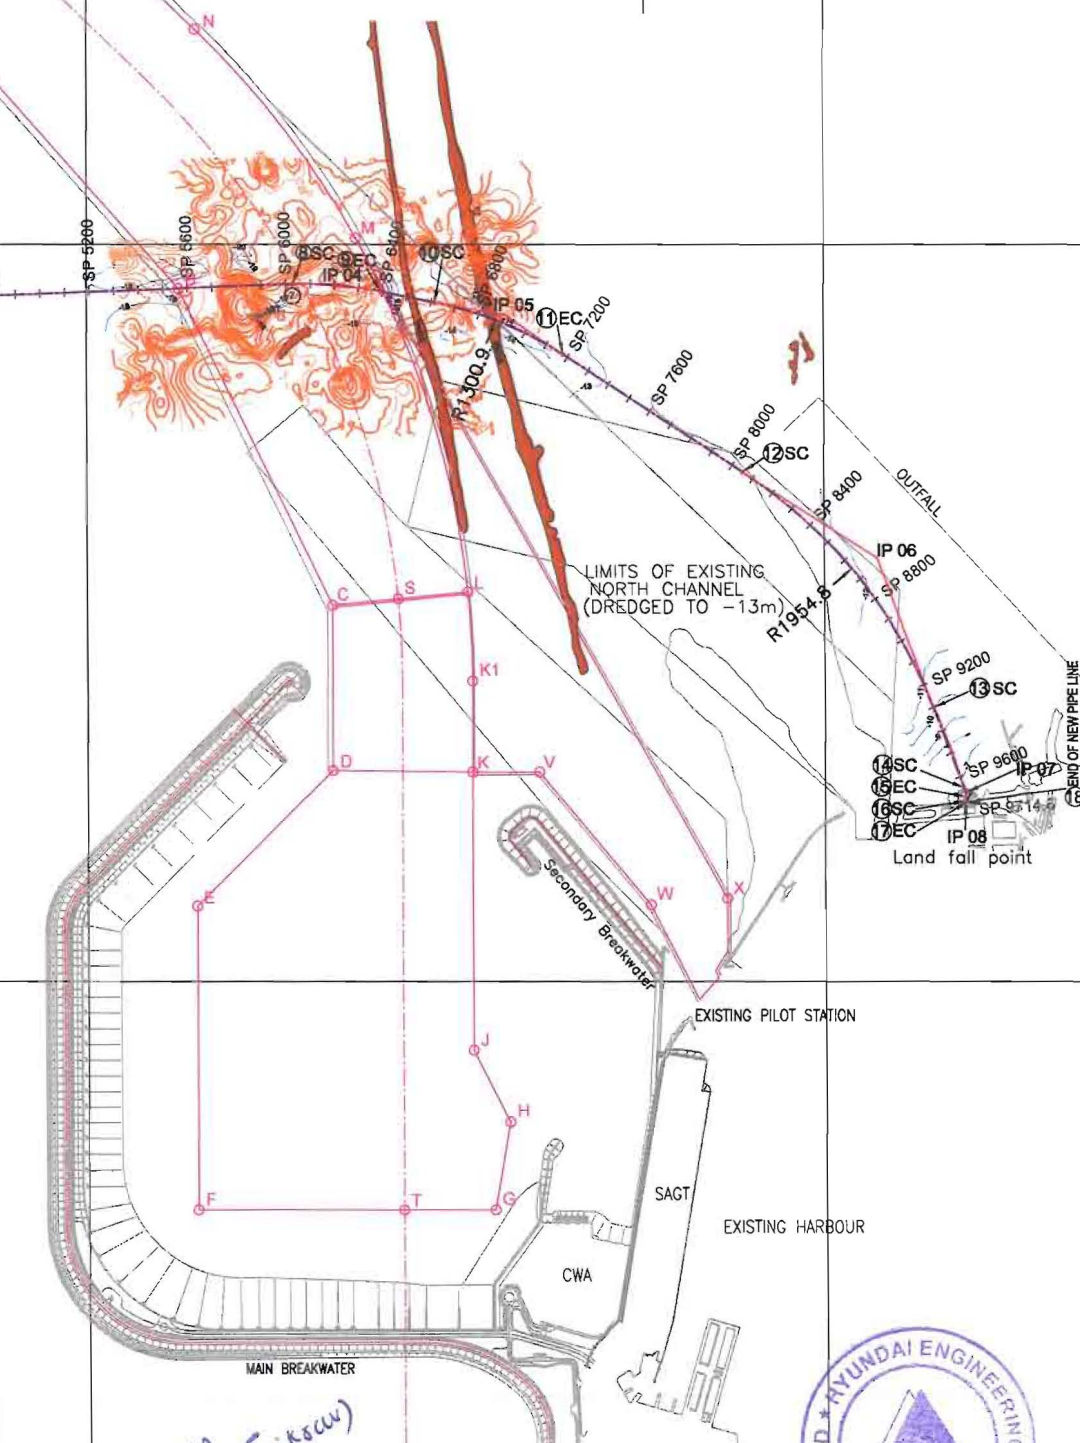 N
M
SP 5200
SP 5600
SP 6000
8SC
9EC
IP 04
SP 6400
10SC
SP 6800
IP 05
11EC
SP 7200
R1300.9
SP 7600
SP 8000
12SC
SP 8400
OUTFALL
IP 06
SP 8800
R1954.8
LIMITS OF EXISTING
NORTH CHANNEL
(DREDGED TO -13m)
C
S
L
K1
SP 9200
13SC
D
K
V
14SC
15EC
16SC
17EC
SP 9600
IP 07
IP 08
END OF NEW PIPE LINE
18
Land fall point
E
W
X
Secondary Breakwater
EXISTING PILOT STATION
J
H
F
T
G
SAGT
EXISTING HARBOUR
CWA
MAIN BREAKWATER
D ★ HYUNDAI ENGINEERING